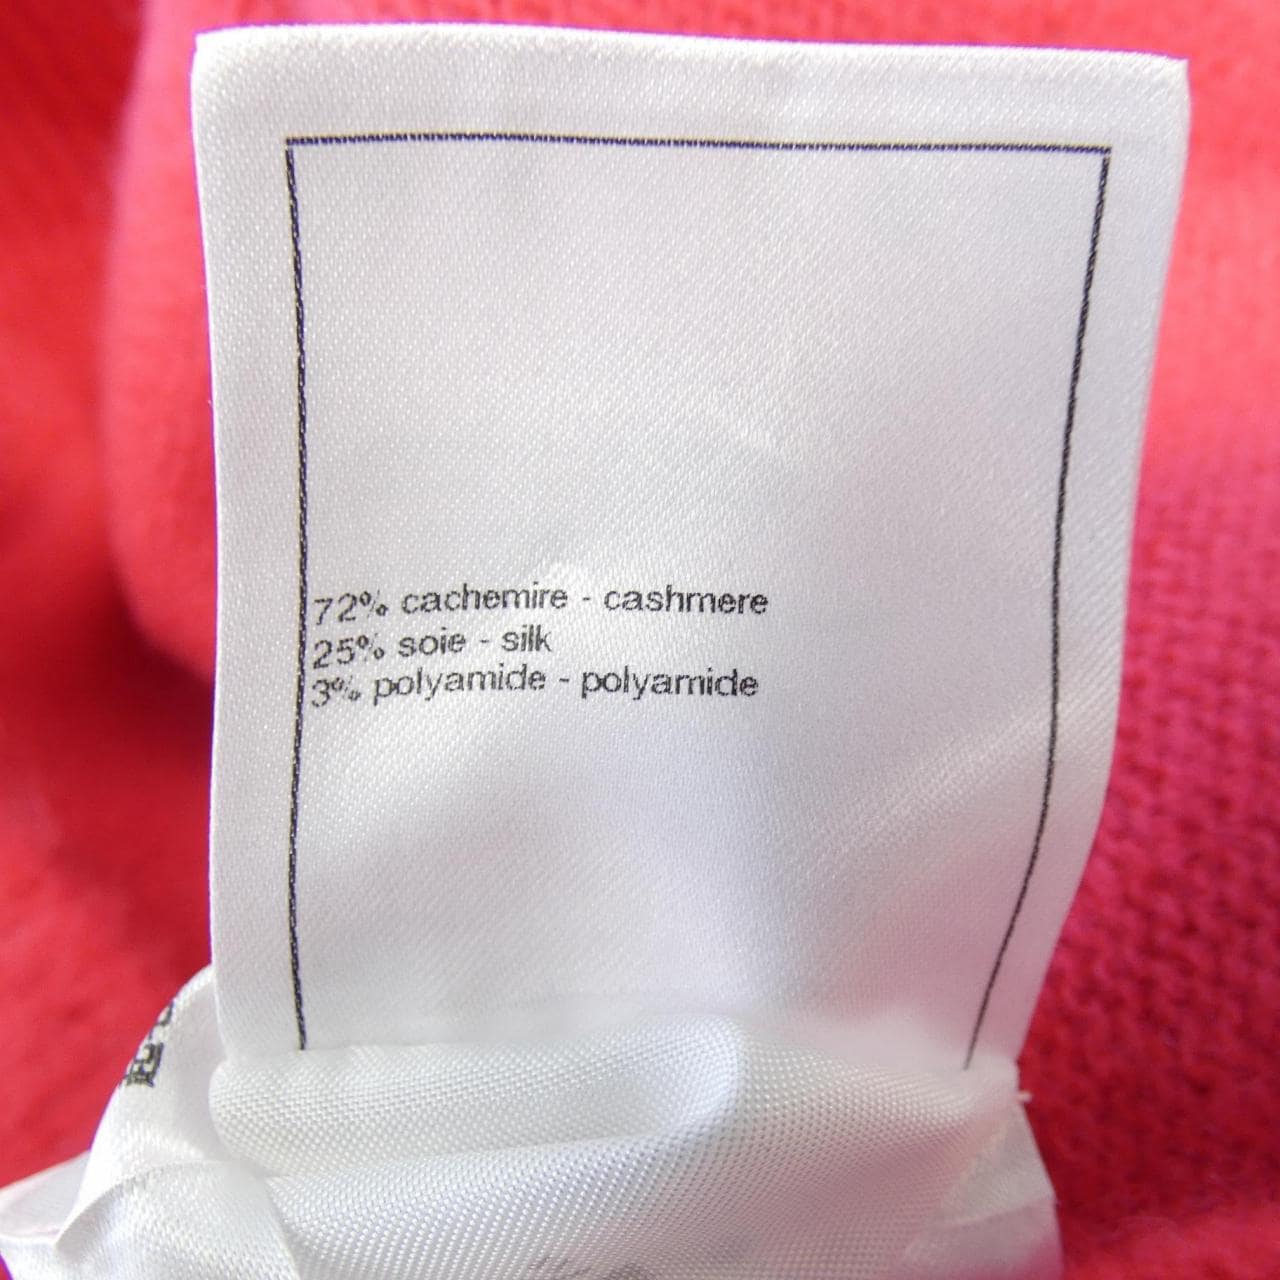 72% cachemire - cashmere
25% soie - silk
3% polyamide - polyamide